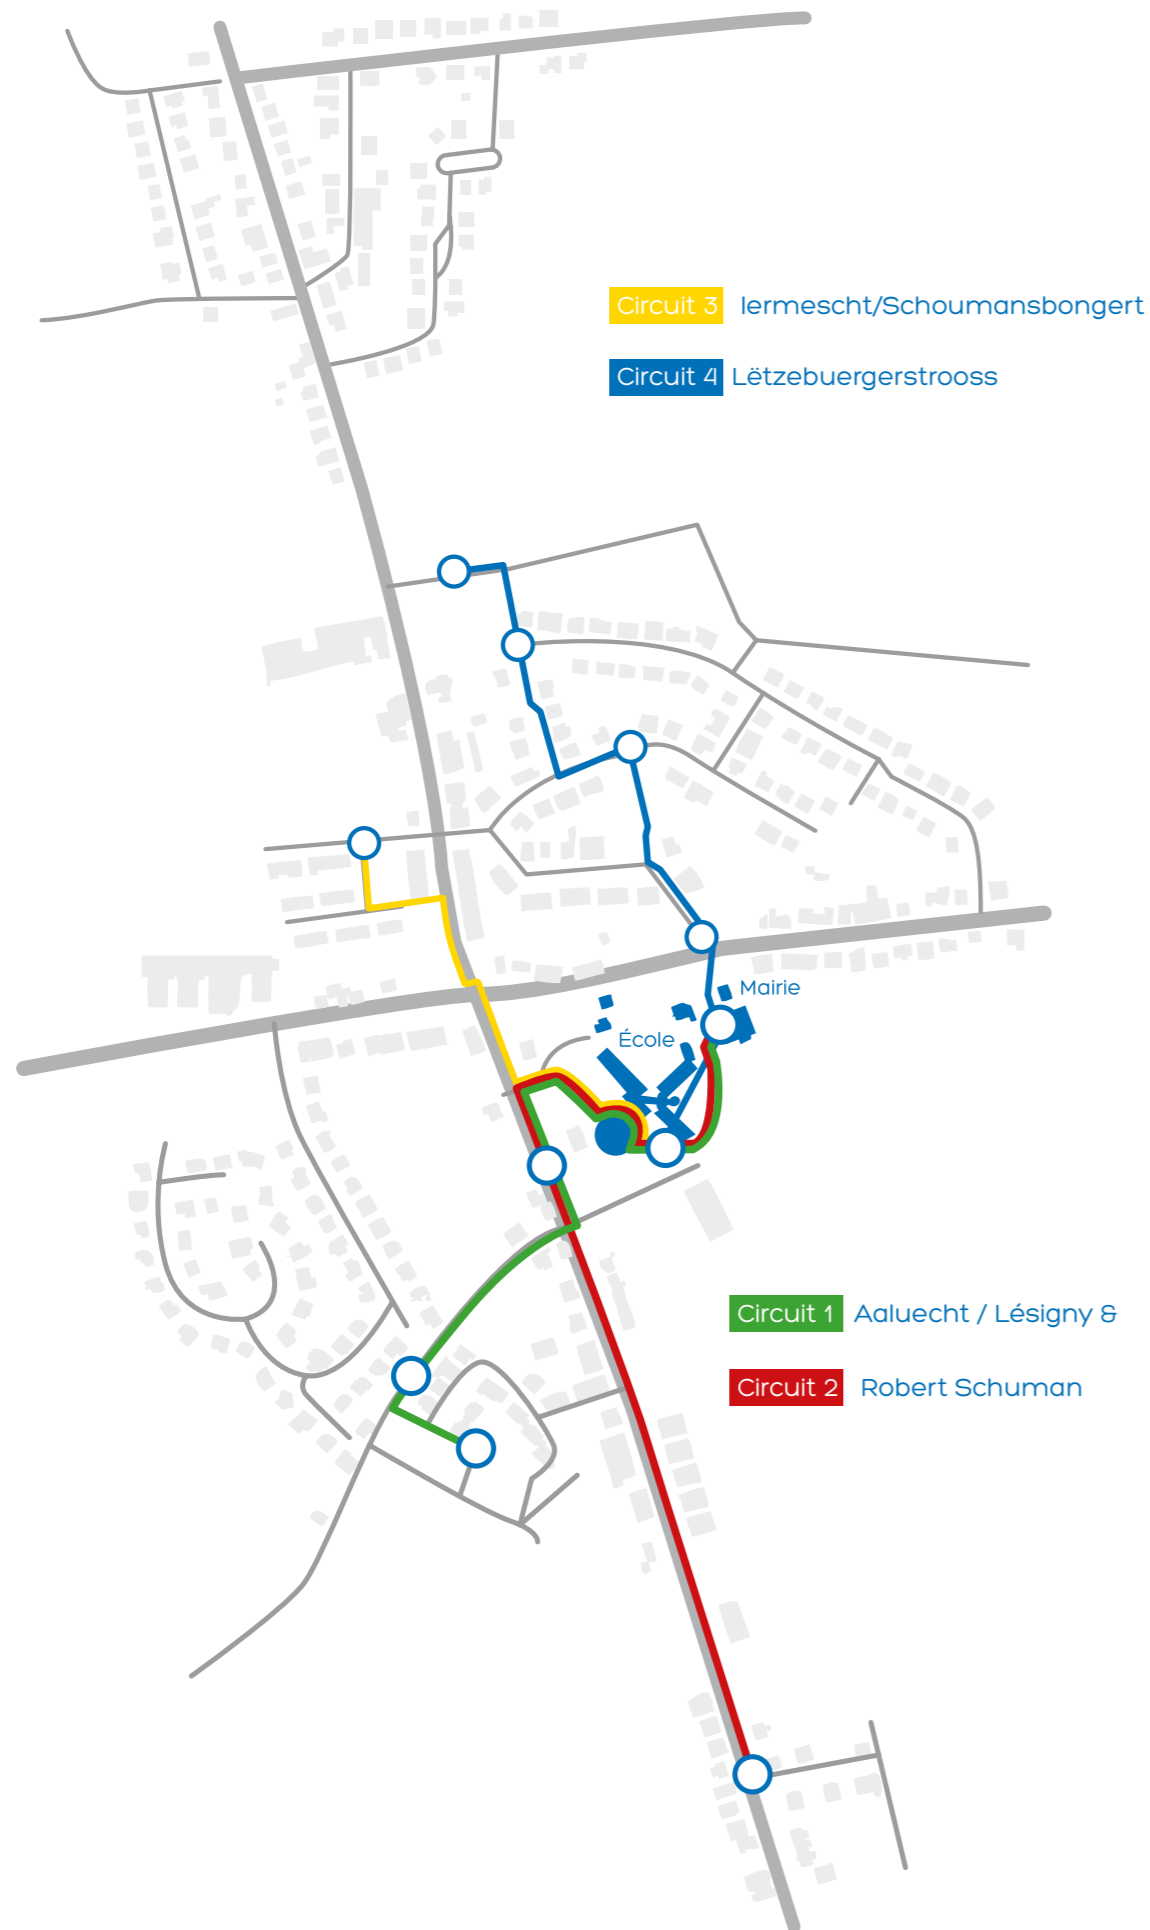 Circuit 3 Iermescht/Schoumansbongert
Circuit 4 Lëtzebuergerstrooss
Mairie
École
Circuit 1 Aaluecht / Lésigny &
Circuit 2 Robert Schuman